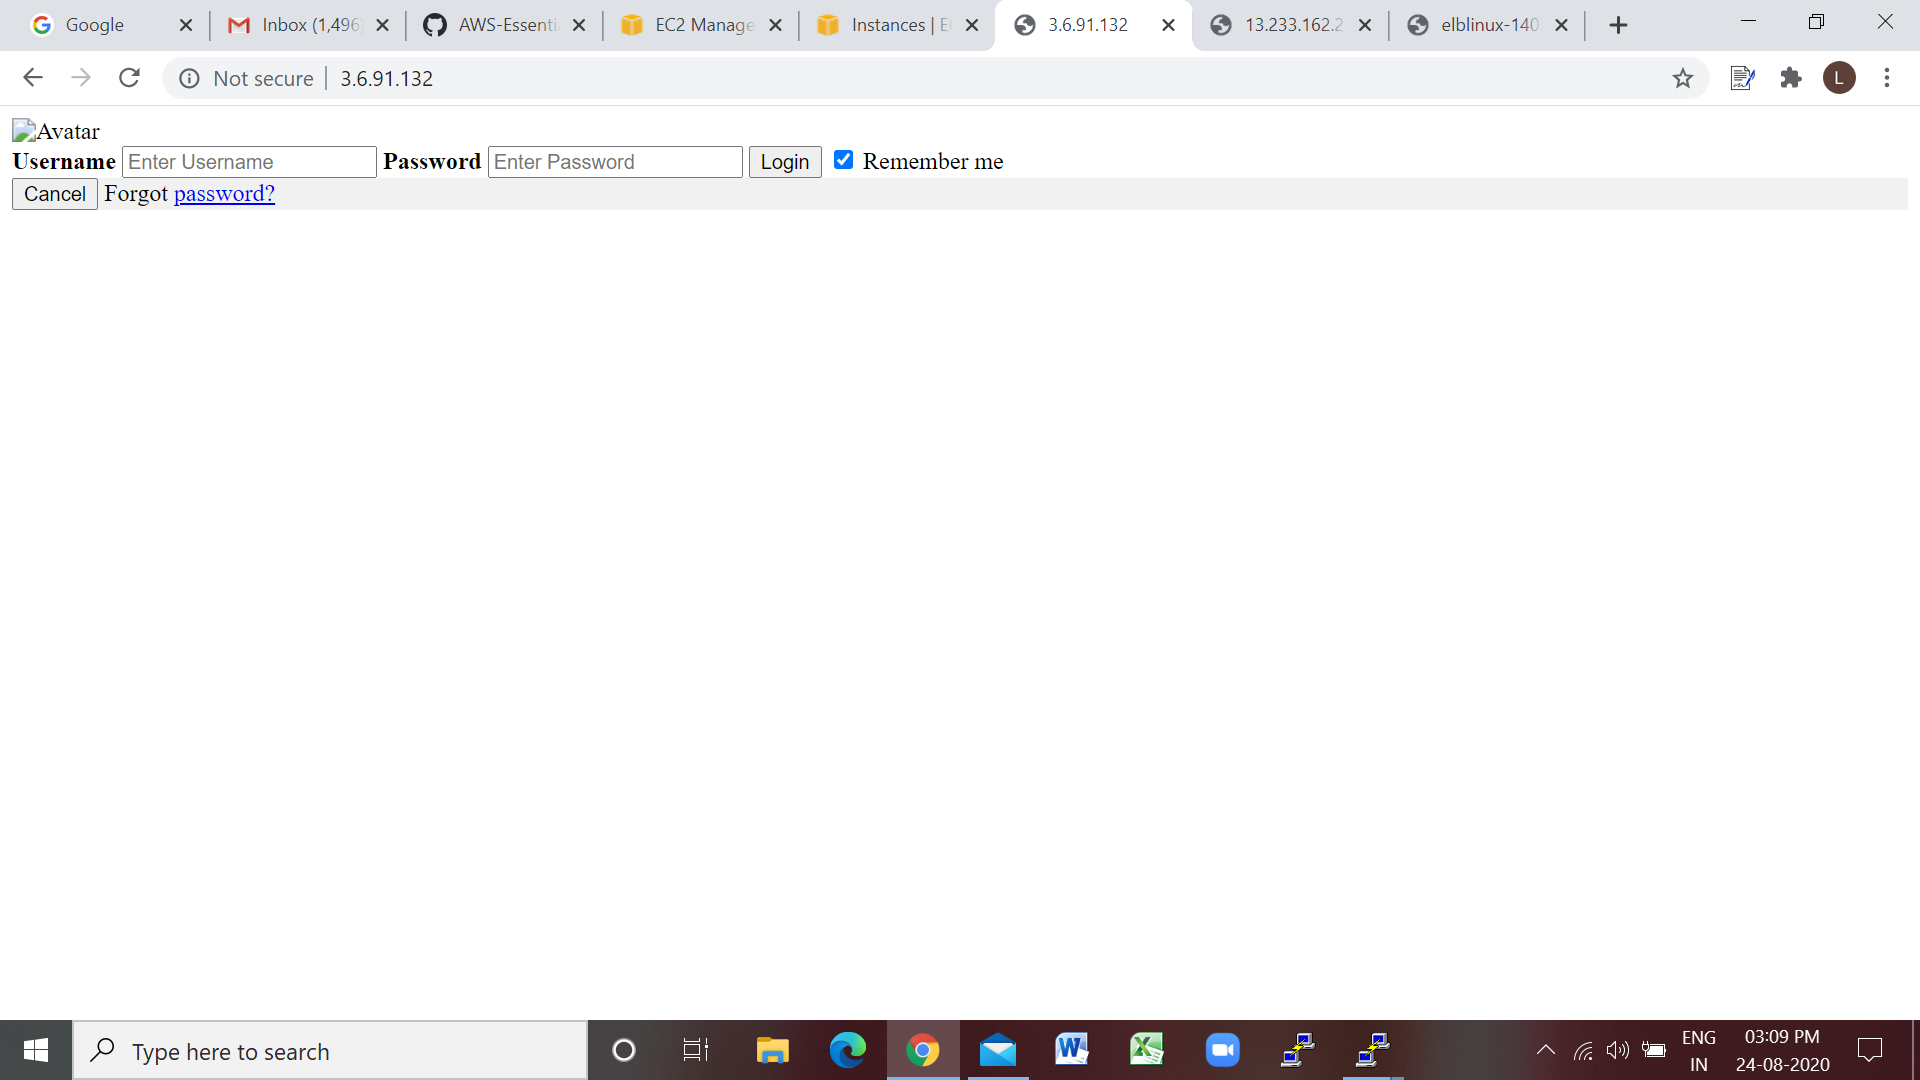 Google
Inbox (1,496
AWS-Essenti
EC2 Manage
Instances | E
3.6.91.132
13.233.162.2
elblinux-140
Not secure
3.6.91.132
L
Avatar
Username Enter Username Password Enter Password Login Remember me
Cancel Forgot password?
Type here to search
ENG
IN
03:09 PM
24-08-2020